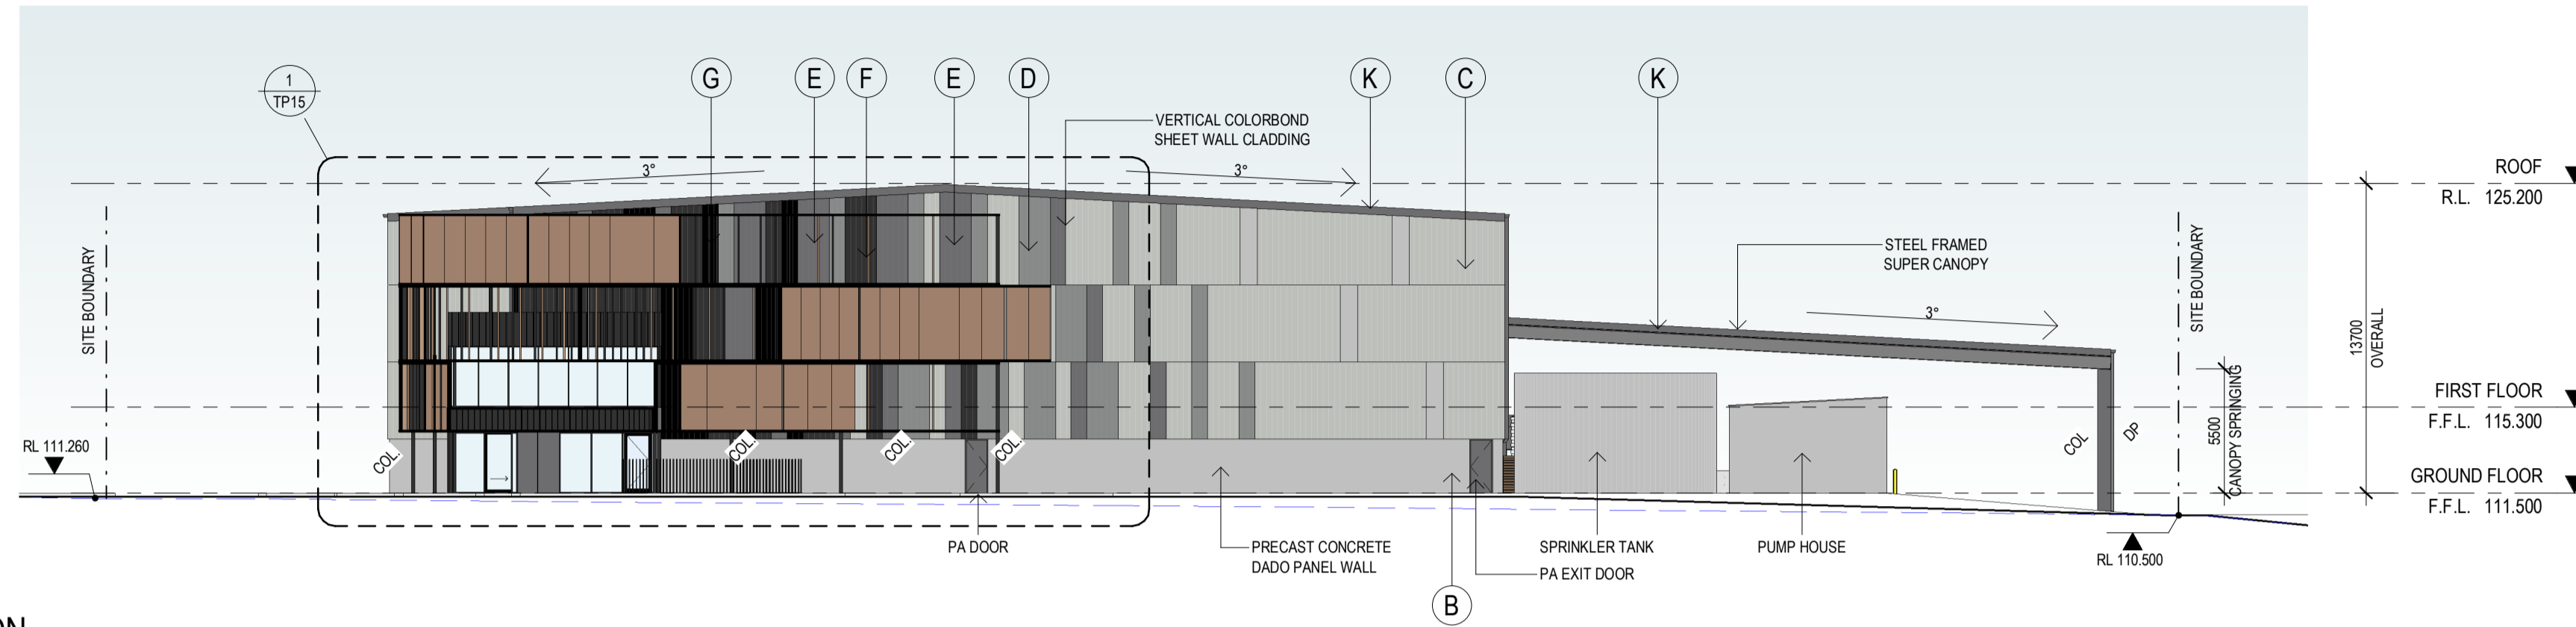 1
TP15
G
E
F
E
D
K
C
K
VERTICAL COLORBOND
SHEET WALL CLADDING
3°
3°
ROOF
R.L. 125.200
SITE BOUNDARY
STEEL FRAMED
SUPER CANOPY
3°
SITE BOUNDARY
13700
OVERALL
5500
CANOPY SPRINGING
FIRST FLOOR
F.F.L. 115.300
RL 111.260
COL.
COL.
COL.
COL.
COL
DP
GROUND FLOOR
F.F.L. 111.500
PA DOOR
PRECAST CONCRETE
DADO PANEL WALL
SPRINKLER TANK
PA EXIT DOOR
PUMP HOUSE
RL 110.500
B